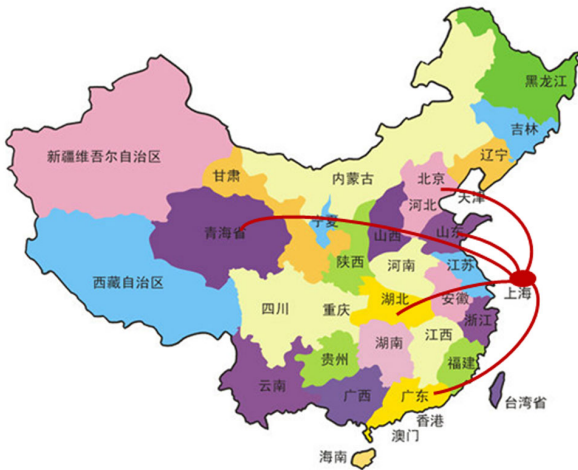 黑龙江
吉林
辽宁
新疆维吾尔自治区
甘肃
内蒙古
北京
天津
河北
宁夏
山西
山东
青海省
陕西
河南
江苏
西藏自治区
上海
四川
重庆
湖北
安徽
浙江
湖南
江西
贵州
福建
云南
广西
广东
台湾省
香港
澳门
海南